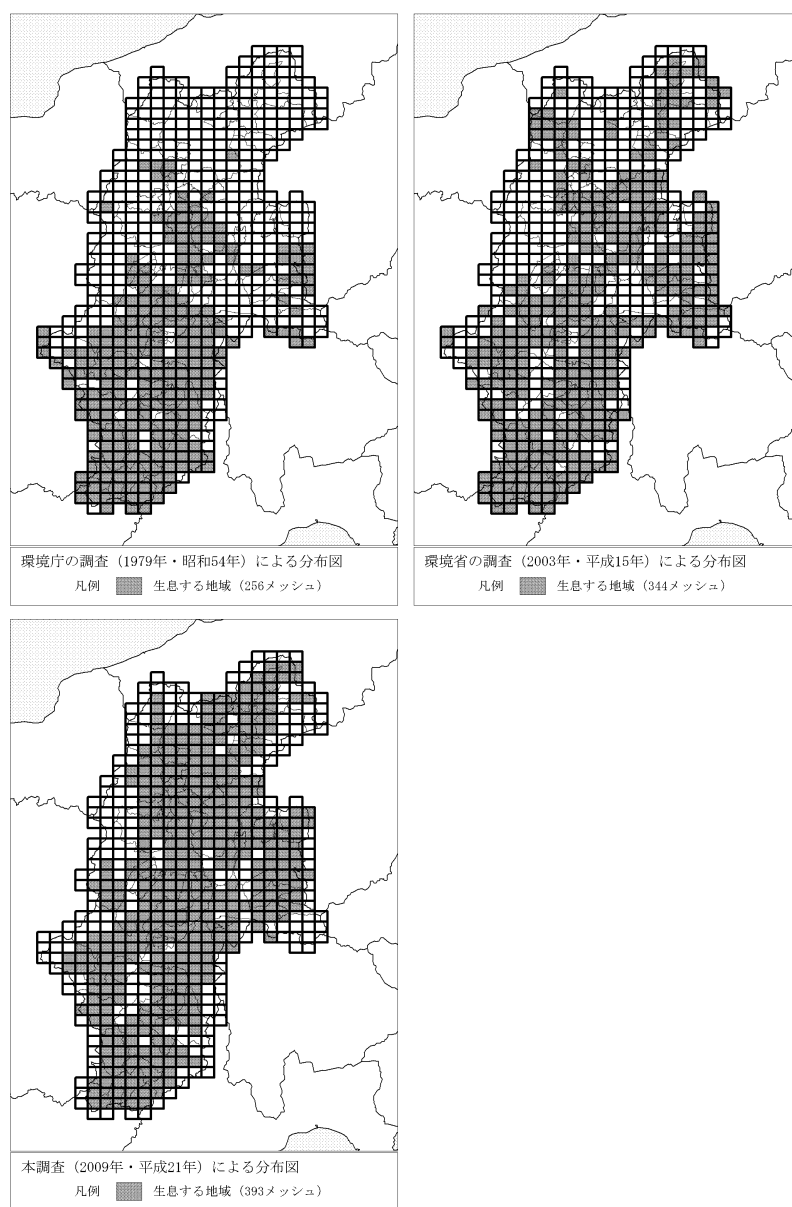 環境庁の調査（1979年・昭和54年）による分布図
凡例 生息する地域（256メッシュ）
環境省の調査（2003年・平成15年）による分布図
凡例 生息する地域（344メッシュ）
本調査（2009年・平成21年）による分布図
凡例 生息する地域（393メッシュ）